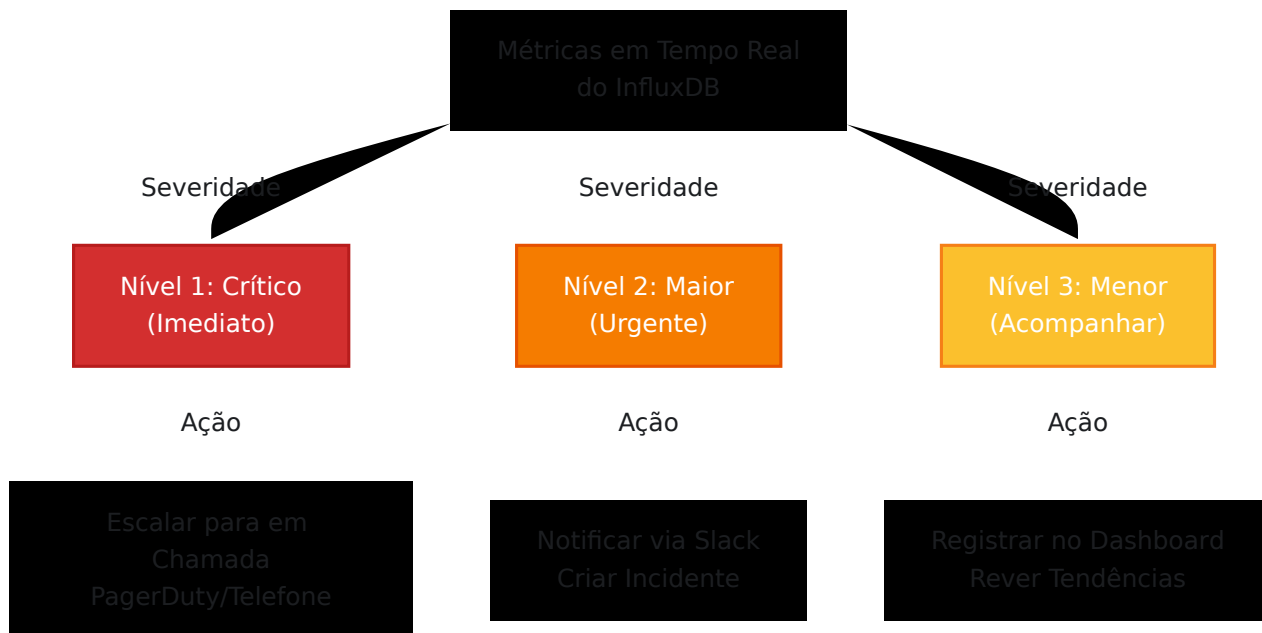 Métricas em Tempo Real
do InfluxDB
Severidade
Severidade
Severidade
Nível 1: Crítico
(Imediato)
Nível 2: Maior
(Urgente)
Nível 3: Menor
(Acompanhar)
Ação
Ação
Ação
Escalar para em
Chamada
PagerDuty/Telefone
Notificar via Slack
Criar Incidente
Registrar no Dashboard
Rever Tendências